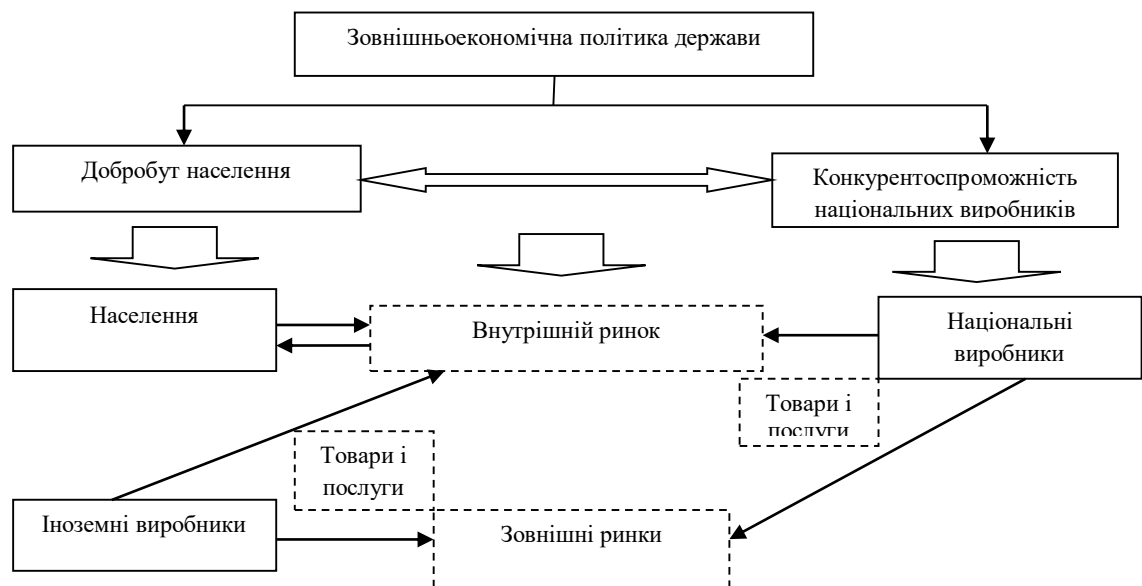 Зовнішньоекономічна політика держави
Добробут населення
Конкурентоспроможність
національних виробників
Населення
Внутрішній ринок
Національні
виробники
Товари і
послуги
Товари і
послуги
Іноземні виробники
Зовнішні ринки